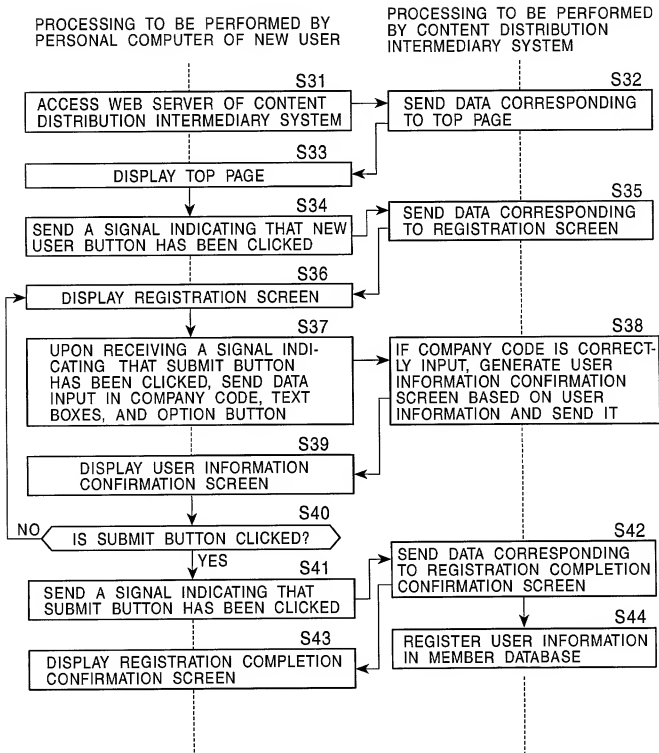 PROCESSING TO BE PERFORMED BY
PERSONAL COMPUTER OF NEW USER
PROCESSING TO BE PERFORMED
BY CONTENT DISTRIBUTION
INTERMEDIARY SYSTEM
S31
ACCESS WEB SERVER OF CONTENT
DISTRIBUTION INTERMEDIARY SYSTEM
S32
SEND DATA CORRESPONDING
TO TOP PAGE
S33
DISPLAY TOP PAGE
S34
SEND A SIGNAL INDICATING THAT NEW
USER BUTTON HAS BEEN CLICKED
S35
SEND DATA CORRESPONDING
TO REGISTRATION SCREEN
S36
DISPLAY REGISTRATION SCREEN
S37
UPON RECEIVING A SIGNAL INDI-
CATING THAT SUBMIT BUTTON
HAS BEEN CLICKED, SEND DATA
INPUT IN COMPANY CODE, TEXT
BOXES, AND OPTION BUTTON
S38
IF COMPANY CODE IS CORRECT-
LY INPUT, GENERATE USER
INFORMATION CONFIRMATION
SCREEN BASED ON USER
INFORMATION AND SEND IT
S39
DISPLAY USER INFORMATION
CONFIRMATION SCREEN
S40
NO
IS SUBMIT BUTTON CLICKED?
YES
S41
SEND A SIGNAL INDICATING THAT
SUBMIT BUTTON HAS BEEN CLICKED
S42
SEND DATA CORRESPONDING
TO REGISTRATION COMPLETION
CONFIRMATION SCREEN
S43
DISPLAY REGISTRATION COMPLETION
CONFIRMATION SCREEN
S44
REGISTER USER INFORMATION
IN MEMBER DATABASE